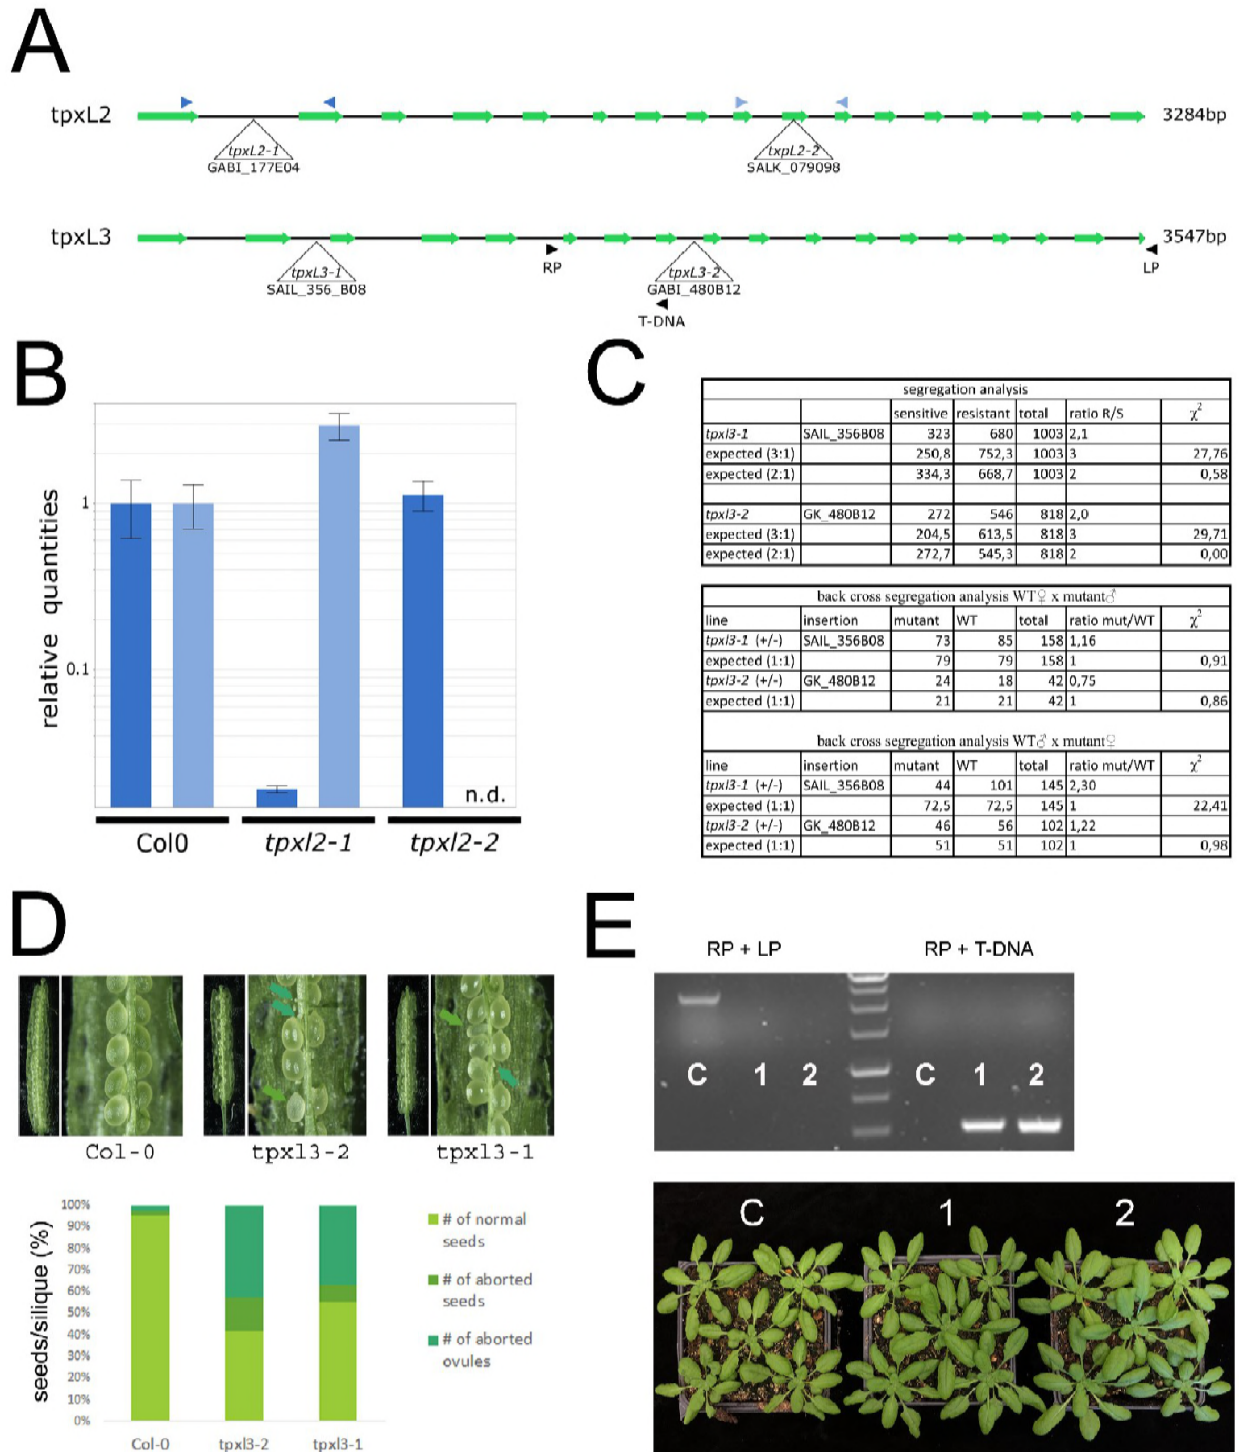 A
tpxL2
3284bp
tpxL2-1
GABI_177E04
txpL2-2
SALK_079098
tpxL3
3547bp
RP
LP
tpxL3-1
SAIL_356_B08
tpxL3-2
GABI_480B12
T-DNA
B
relative quantities
1
0.1
n.d.
Col0
tpxl2-1
tpxl2-2
C
segregation analysis
sensitive resistant total ratio R/S χ²
tpxl3-1 SAIL_356B08 323 680 1003 2,1
expected (3:1) 250,8 752,3 1003 3 27,76
expected (2:1) 334,3 668,7 1003 2 0,58
tpxl3-2 GK_480B12 272 546 818 2,0
expected (3:1) 204,5 613,5 818 3 29,71
expected (2:1) 272,7 545,3 818 2 0,00
back cross segregation analysis WT♀ x mutant♂
line insertion mutant WT total ratio mut/WT χ²
tpxl3-1 (+/-) SAIL_356B08 73 85 158 1,16
expected (1:1) 79 79 158 1 0,91
tpxl3-2 (+/-) GK_480B12 24 18 42 0,75
expected (1:1) 21 21 42 1 0,86
back cross segregation analysis WT♂ x mutant♀
line insertion mutant WT total ratio mut/WT χ²
tpxl3-1 (+/-) SAIL_356B08 44 101 145 2,30
expected (1:1) 72,5 72,5 145 1 22,41
tpxl3-2 (+/-) GK_480B12 46 56 102 1,22
expected (1:1) 51 51 102 1 0,98
D
Col-0
tpxl3-2
tpxl3-1
seeds/silique (%)
100%
90%
80%
70%
60%
50%
40%
30%
20%
10%
0%
Col-0
tpxl3-2
tpxl3-1
# of normal
seeds
# of aborted
seeds
# of aborted
ovules
E
RP + LP
RP + T-DNA
C 1 2
C 1 2
C 1 2